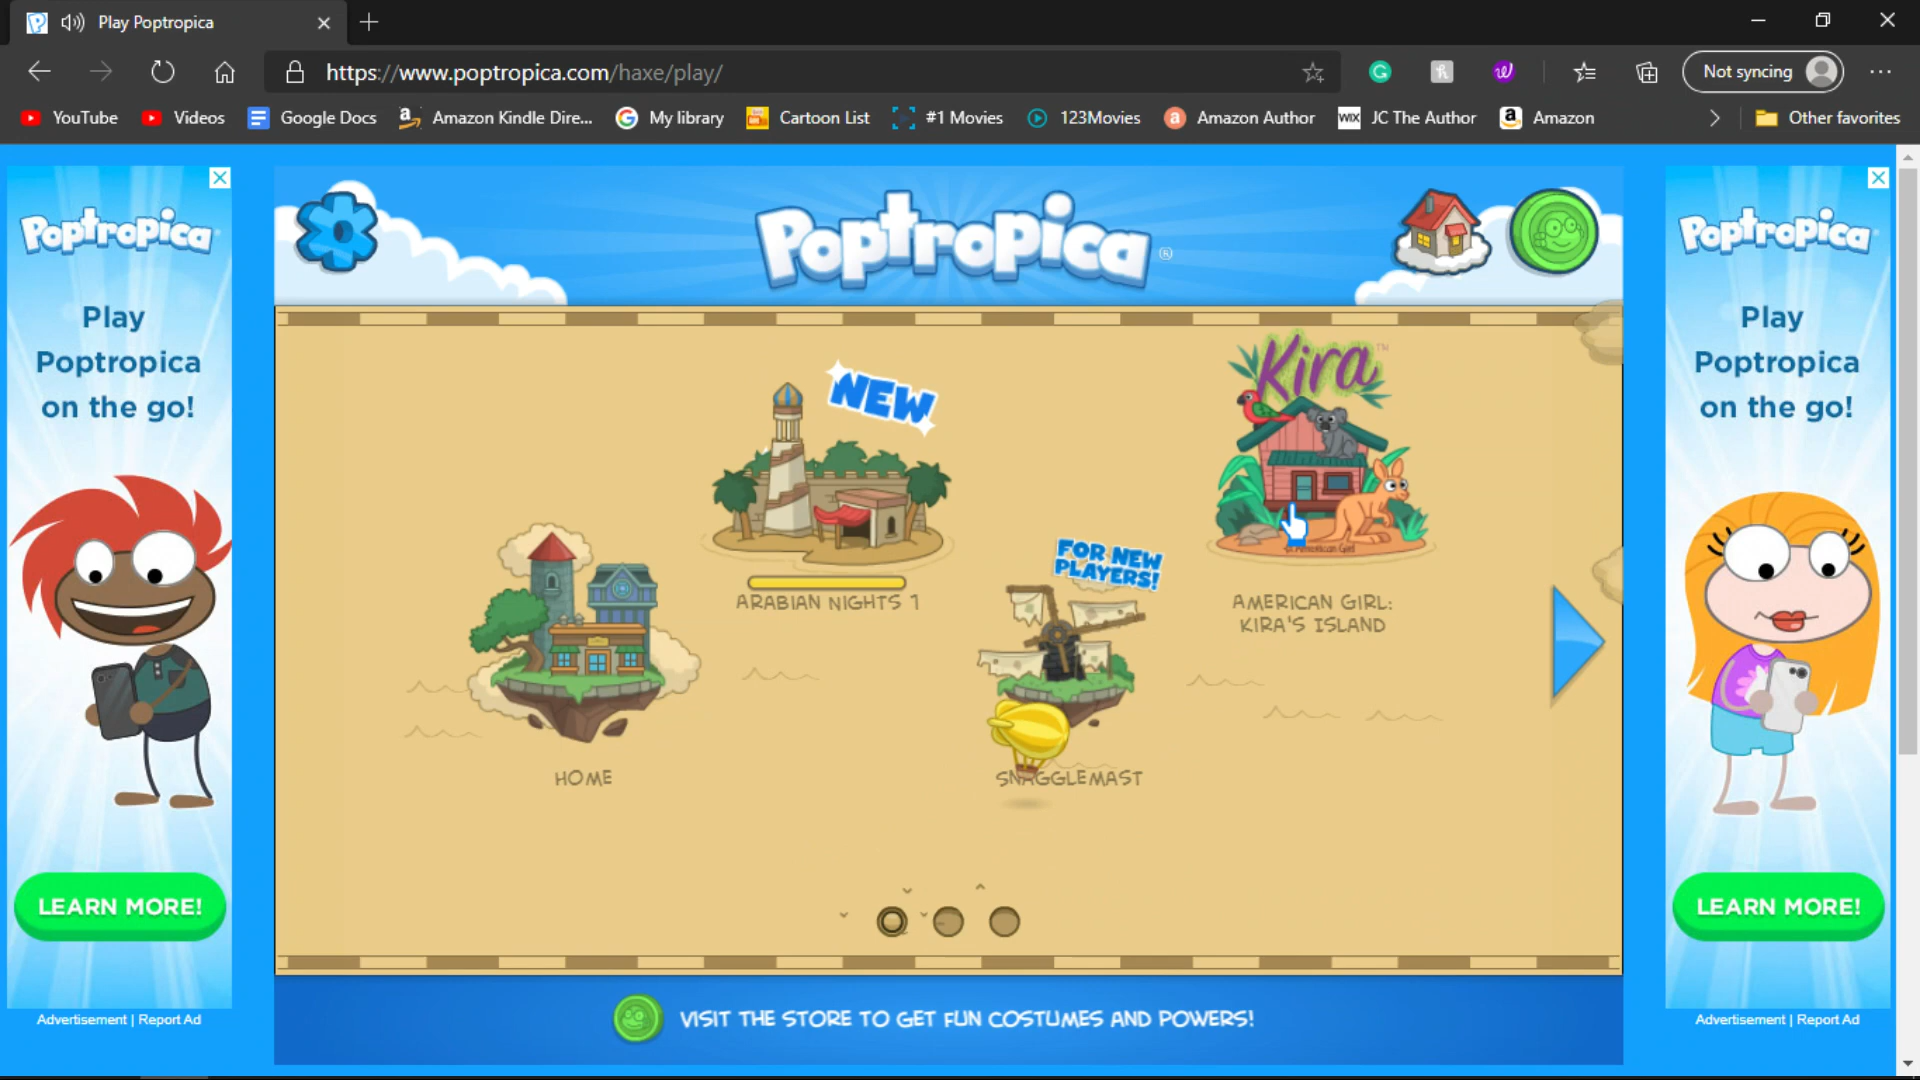 Play Poptropica
https://www.poptropica.com/haxe/play/
Not syncing
YouTube
Videos
Google Docs
Amazon Kindle Dire...
My library
Cartoon List
#1 Movies
123Movies
Amazon Author
WIX
JC The Author
Amazon
Other favorites
Poptropica
Play
Poptropica
on the go!
LEARN MORE!
Advertisement | Report Ad
Poptropica®
NEW
ARABIAN NIGHTS 1
Kira™
American Girl
AMERICAN GIRL:
KIRA'S ISLAND
FOR NEW
PLAYERS!
HOME
SNAGGLEMAST
VISIT THE STORE TO GET FUN COSTUMES AND POWERS!
Poptropica
Play
Poptropica
on the go!
LEARN MORE!
Advertisement | Report Ad